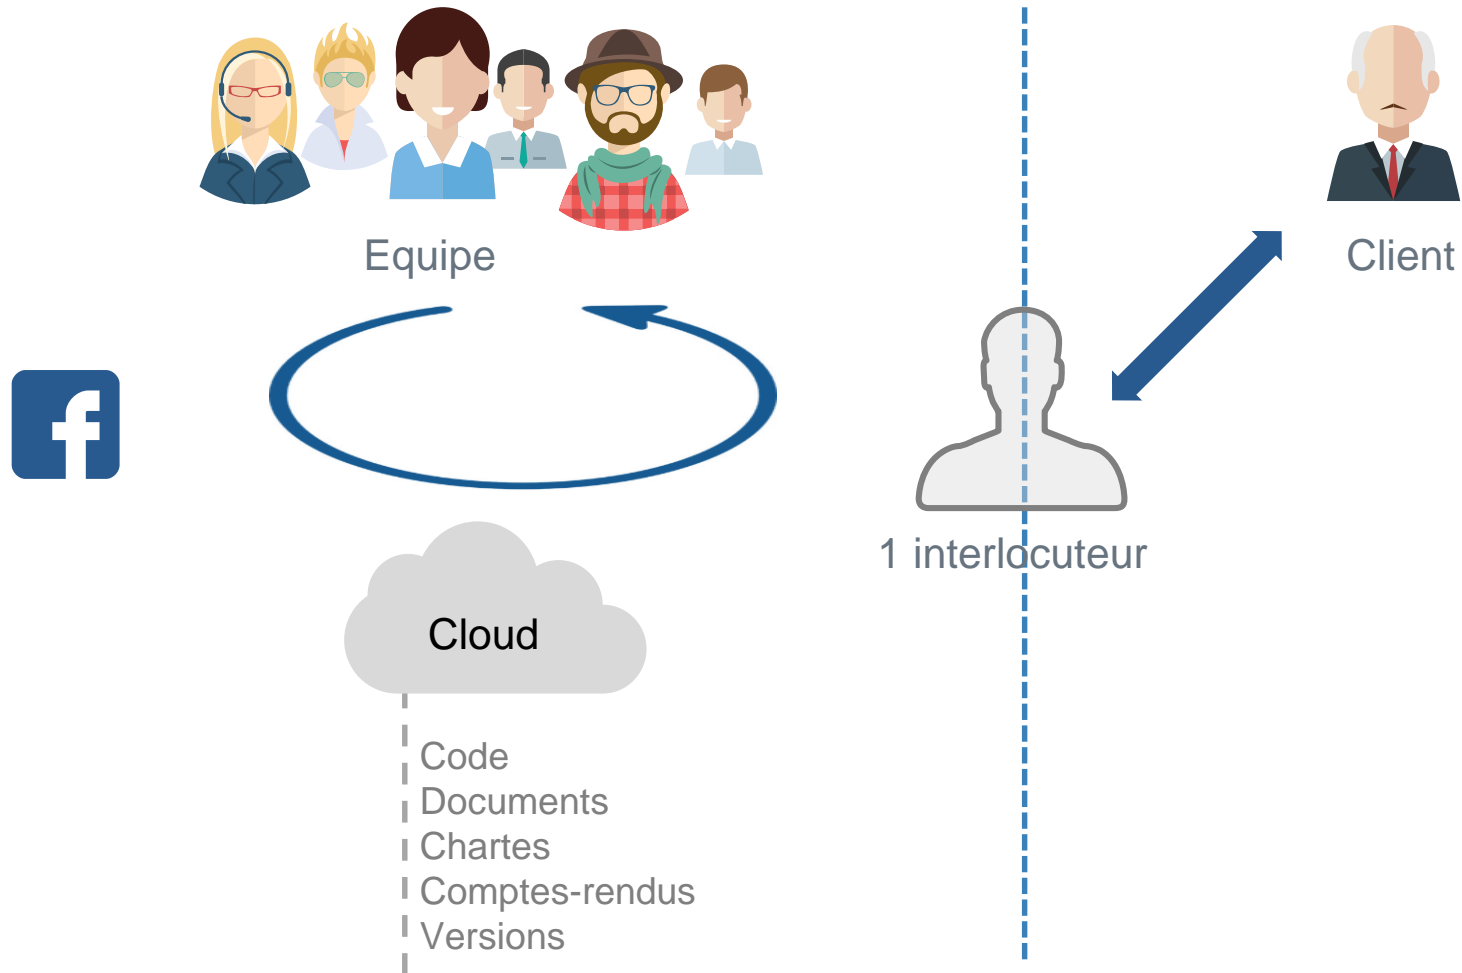 Equipe
Client
1 interlocuteur
Cloud
Code
Documents
Chartes
Comptes-rendus
Versions